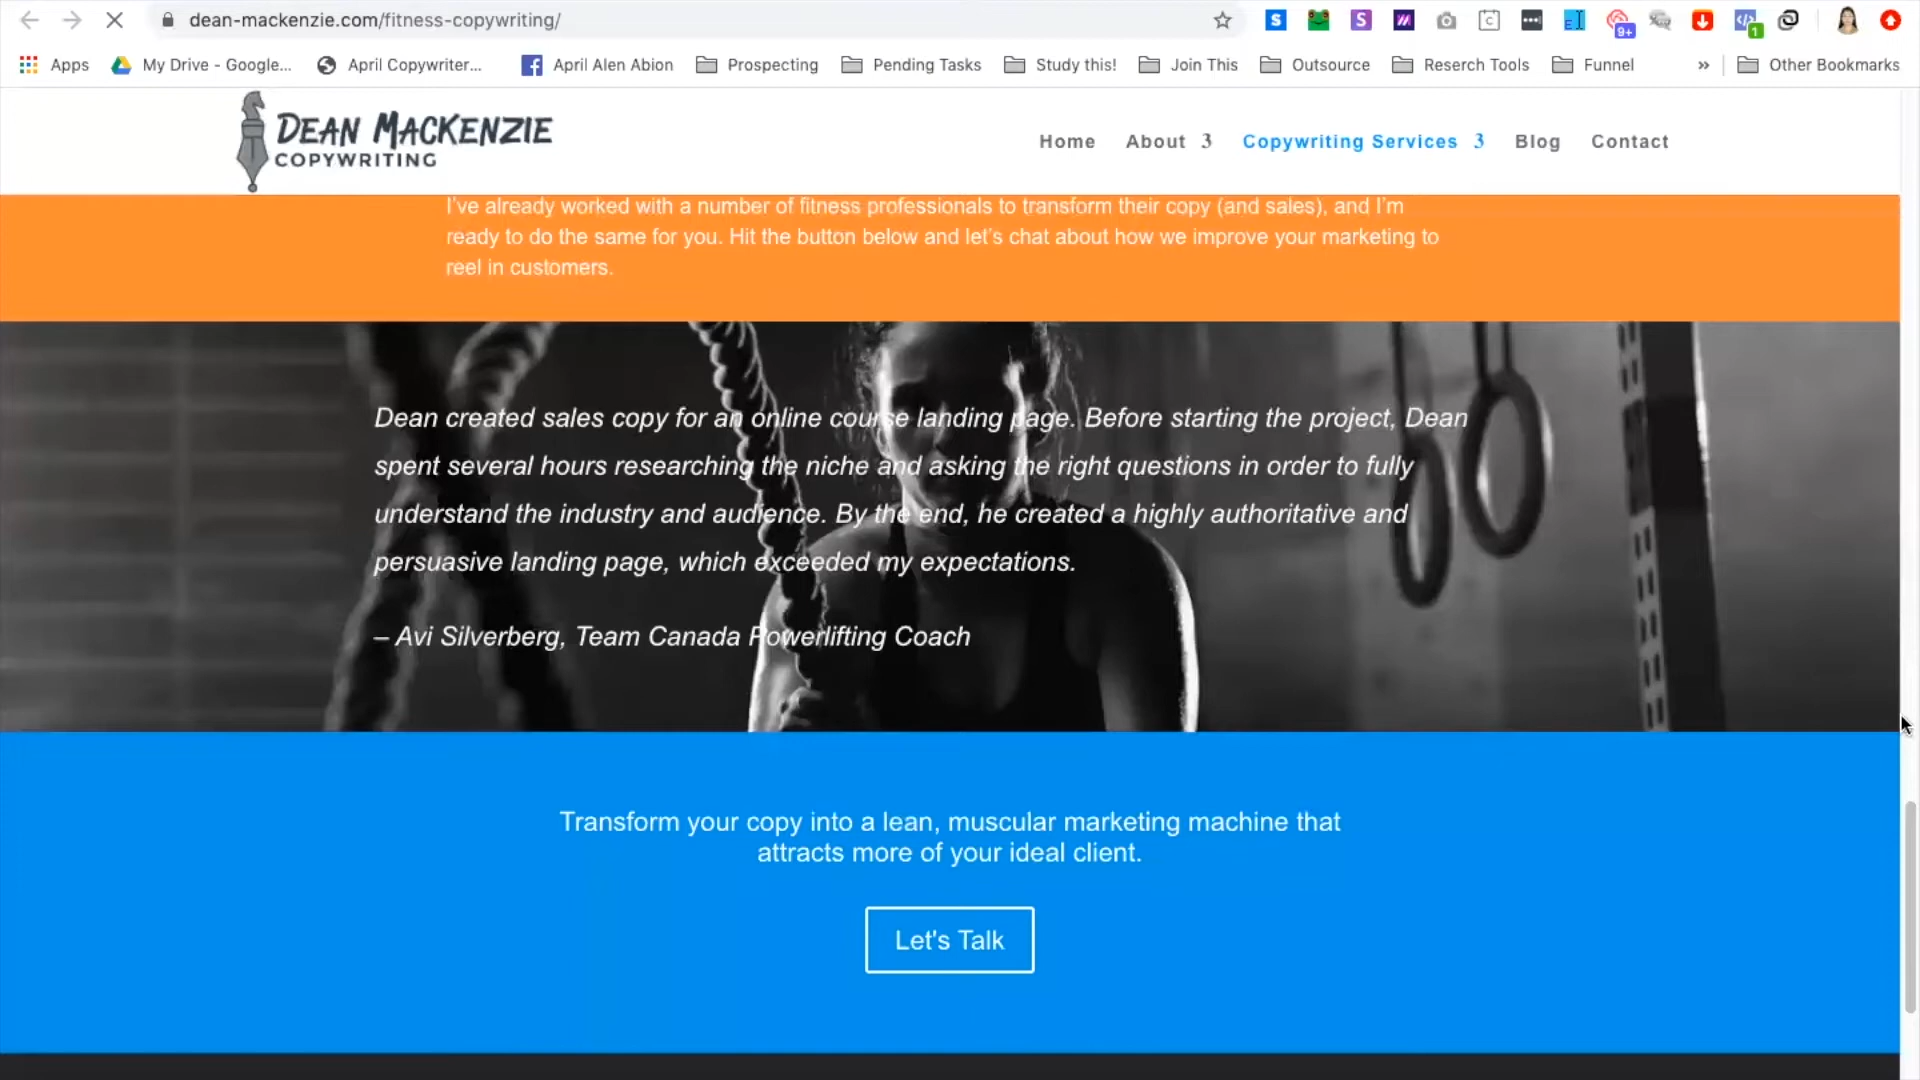 dean-mackenzie.com/fitness-copywriting/
S
S
C
E
9+
1
Apps
My Drive - Google...
April Copywriter...
April Alen Abion
Prospecting
Pending Tasks
Study this!
Join This
Outsource
Reserch Tools
Funnel
»
Other Bookmarks
DEAN MACKENZIE
COPYWRITING
Home
About 3
Copywriting Services 3
Blog
Contact
I've already worked with a number of fitness professionals to transform their copy (and sales), and I'm
ready to do the same for you. Hit the button below and let's chat about how we improve your marketing to
reel in customers.
Dean created sales copy for an online course landing page. Before starting the project, Dean
spent several hours researching the niche and asking the right questions in order to fully
understand the industry and audience. By the end, he created a highly authoritative and
persuasive landing page, which exceeded my expectations.
– Avi Silverberg, Team Canada Powerlifting Coach
Transform your copy into a lean, muscular marketing machine that
attracts more of your ideal client.
Let's Talk